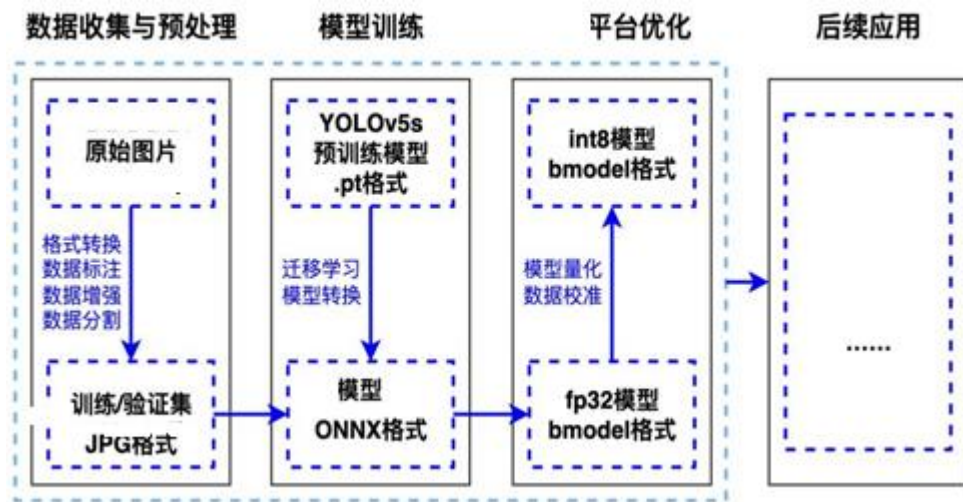 数据收集与预处理
模型训练
平台优化
后续应用
原始图片
格式转换
数据标注
数据增强
数据分割
训练/验证集
JPG格式
YOLOv5s
预训练模型
.pt格式
迁移学习
模型转换
模型
ONNX格式
int8模型
bmodel格式
模型量化
数据校准
fp32模型
bmodel格式
......